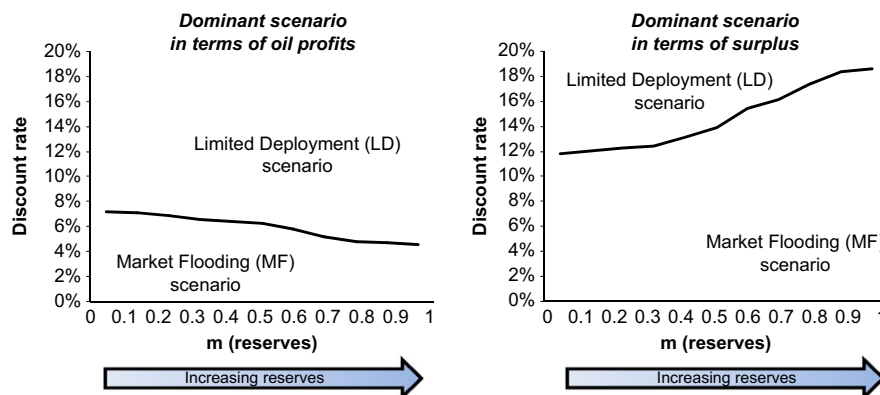 Dominant scenario
in terms of oil profits
20%
18%
16%
14%
12%
10%
8%
6%
4%
2%
0%
Discount rate
Limited Deployment (LD)
scenario
Market Flooding (MF)
scenario
0 0.1 0.2 0.3 0.4 0.5 0.6 0.7 0.8 0.9 1
m (reserves)
Increasing reserves
Dominant scenario
in terms of surplus
20%
18%
16%
14%
12%
10%
8%
6%
4%
2%
0%
Discount rate
Limited Deployment (LD)
scenario
Market Flooding (MF)
scenario
0 0.1 0.2 0.3 0.4 0.5 0.6 0.7 0.8 0.9 1
m (reserves)
Increasing reserves